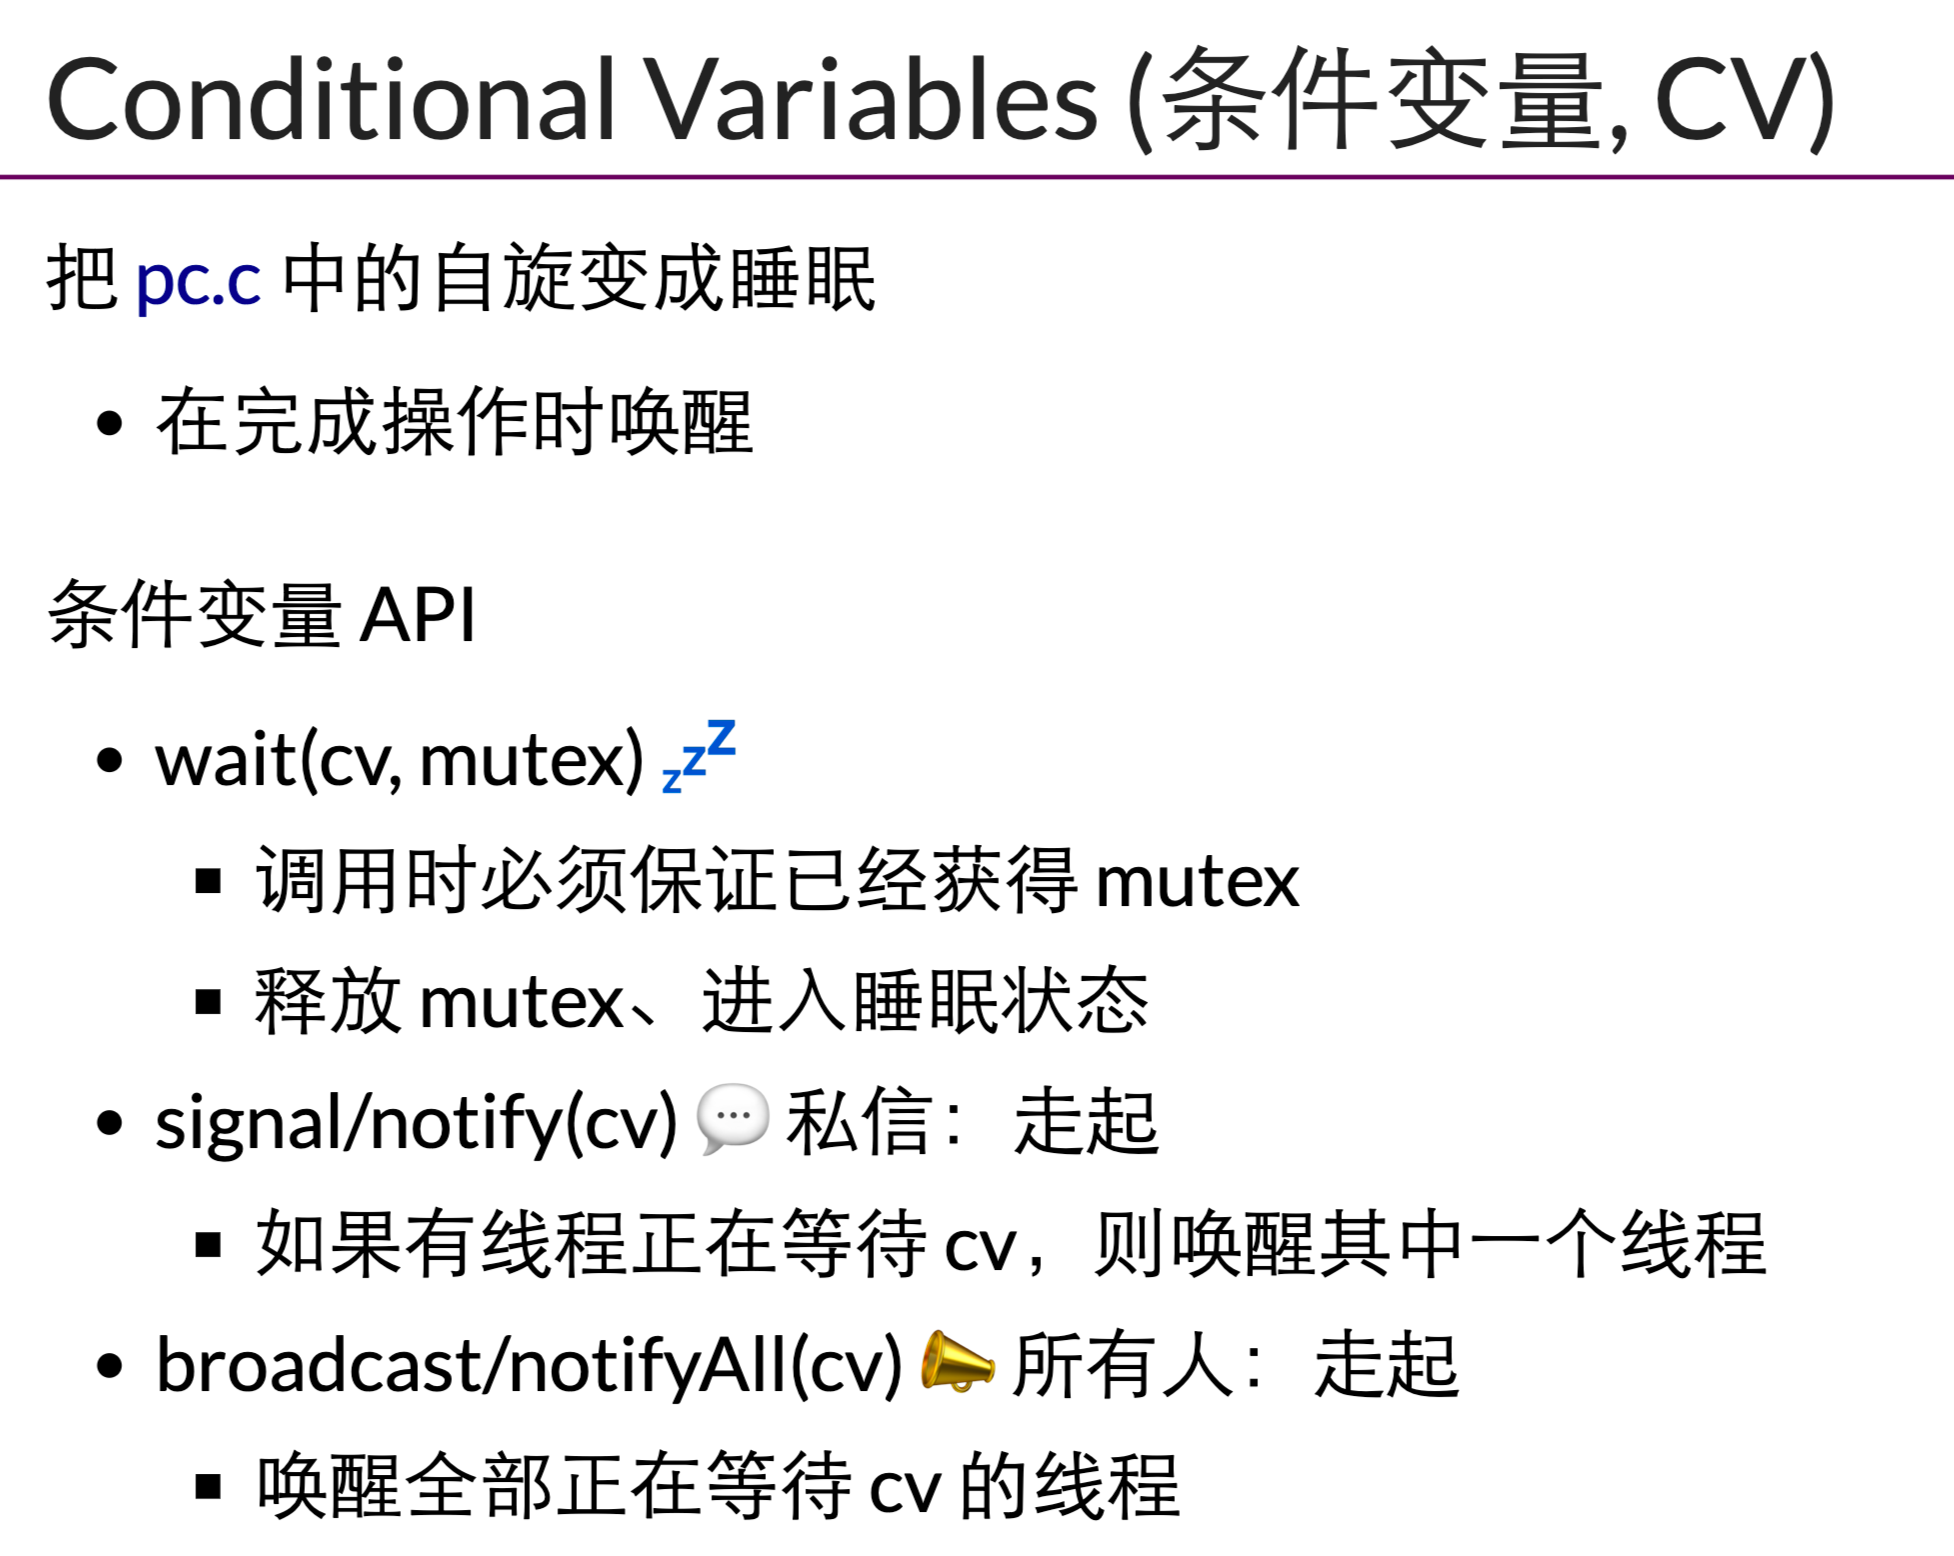 Conditional Variables (条件变量, CV)
把 pc.c 中的自旋变成睡眠
• 在完成操作时唤醒
条件变量 API
• wait(cv, mutex) 💤
▪ 调用时必须保证已经获得 mutex
▪ 释放 mutex、进入睡眠状态
• signal/notify(cv) 💬 私信：走起
▪ 如果有线程正在等待 cv，则唤醒其中一个线程
• broadcast/notifyAll(cv) 📣 所有人：走起
▪ 唤醒全部正在等待 cv 的线程